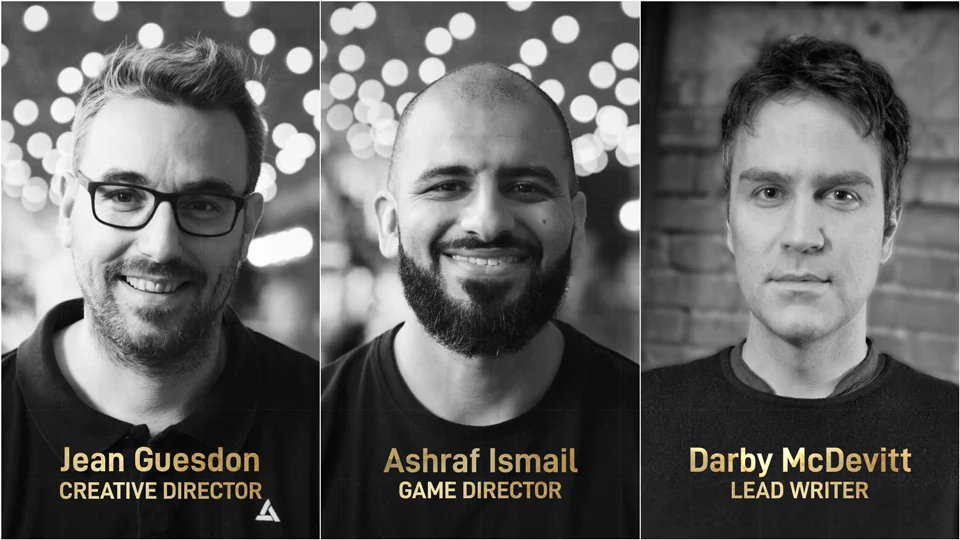 Jean Guesdon
CREATIVE DIRECTOR
Ashraf Ismail
GAME DIRECTOR
Darby McDevitt
LEAD WRITER